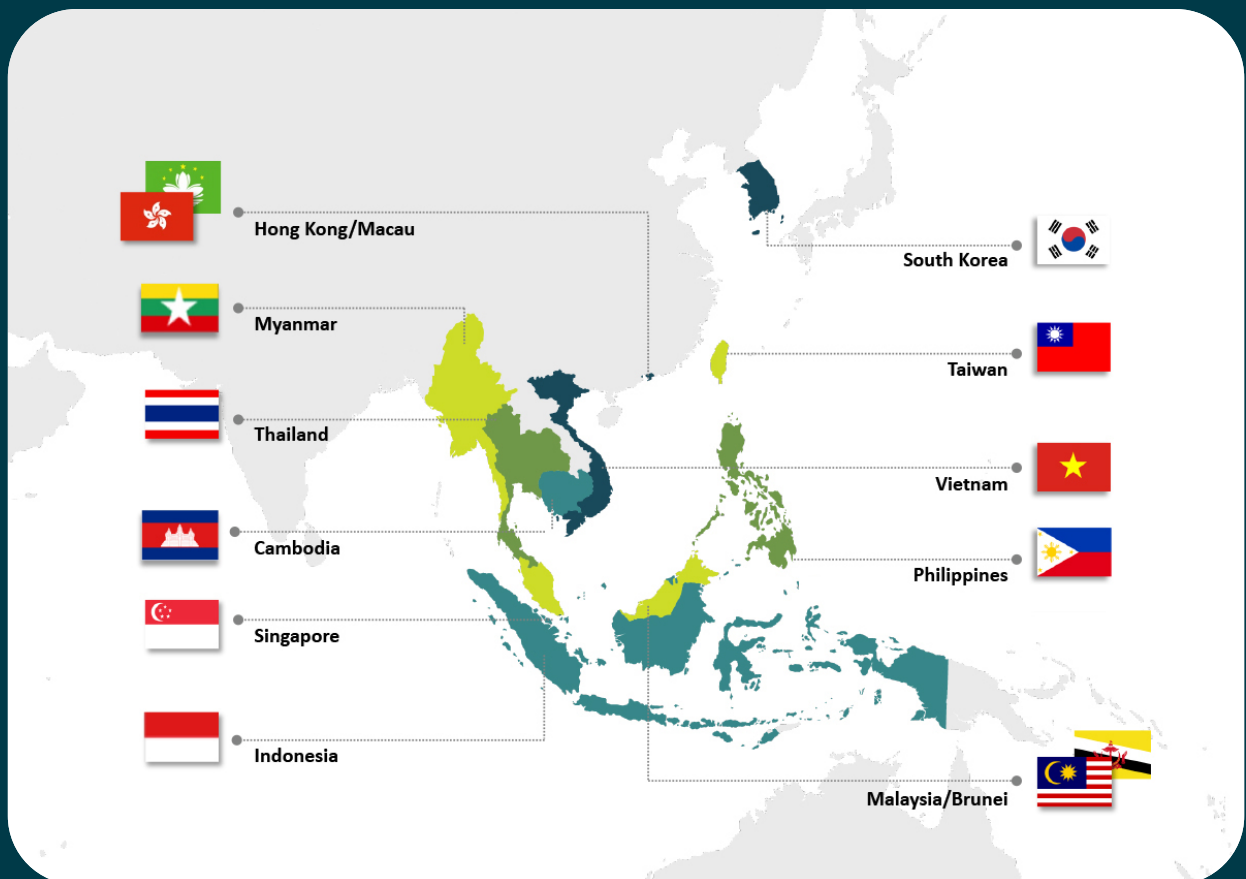 Hong Kong/Macau
Myanmar
Thailand
Cambodia
Singapore
Indonesia
South Korea
Taiwan
Vietnam
Philippines
Malaysia/Brunei